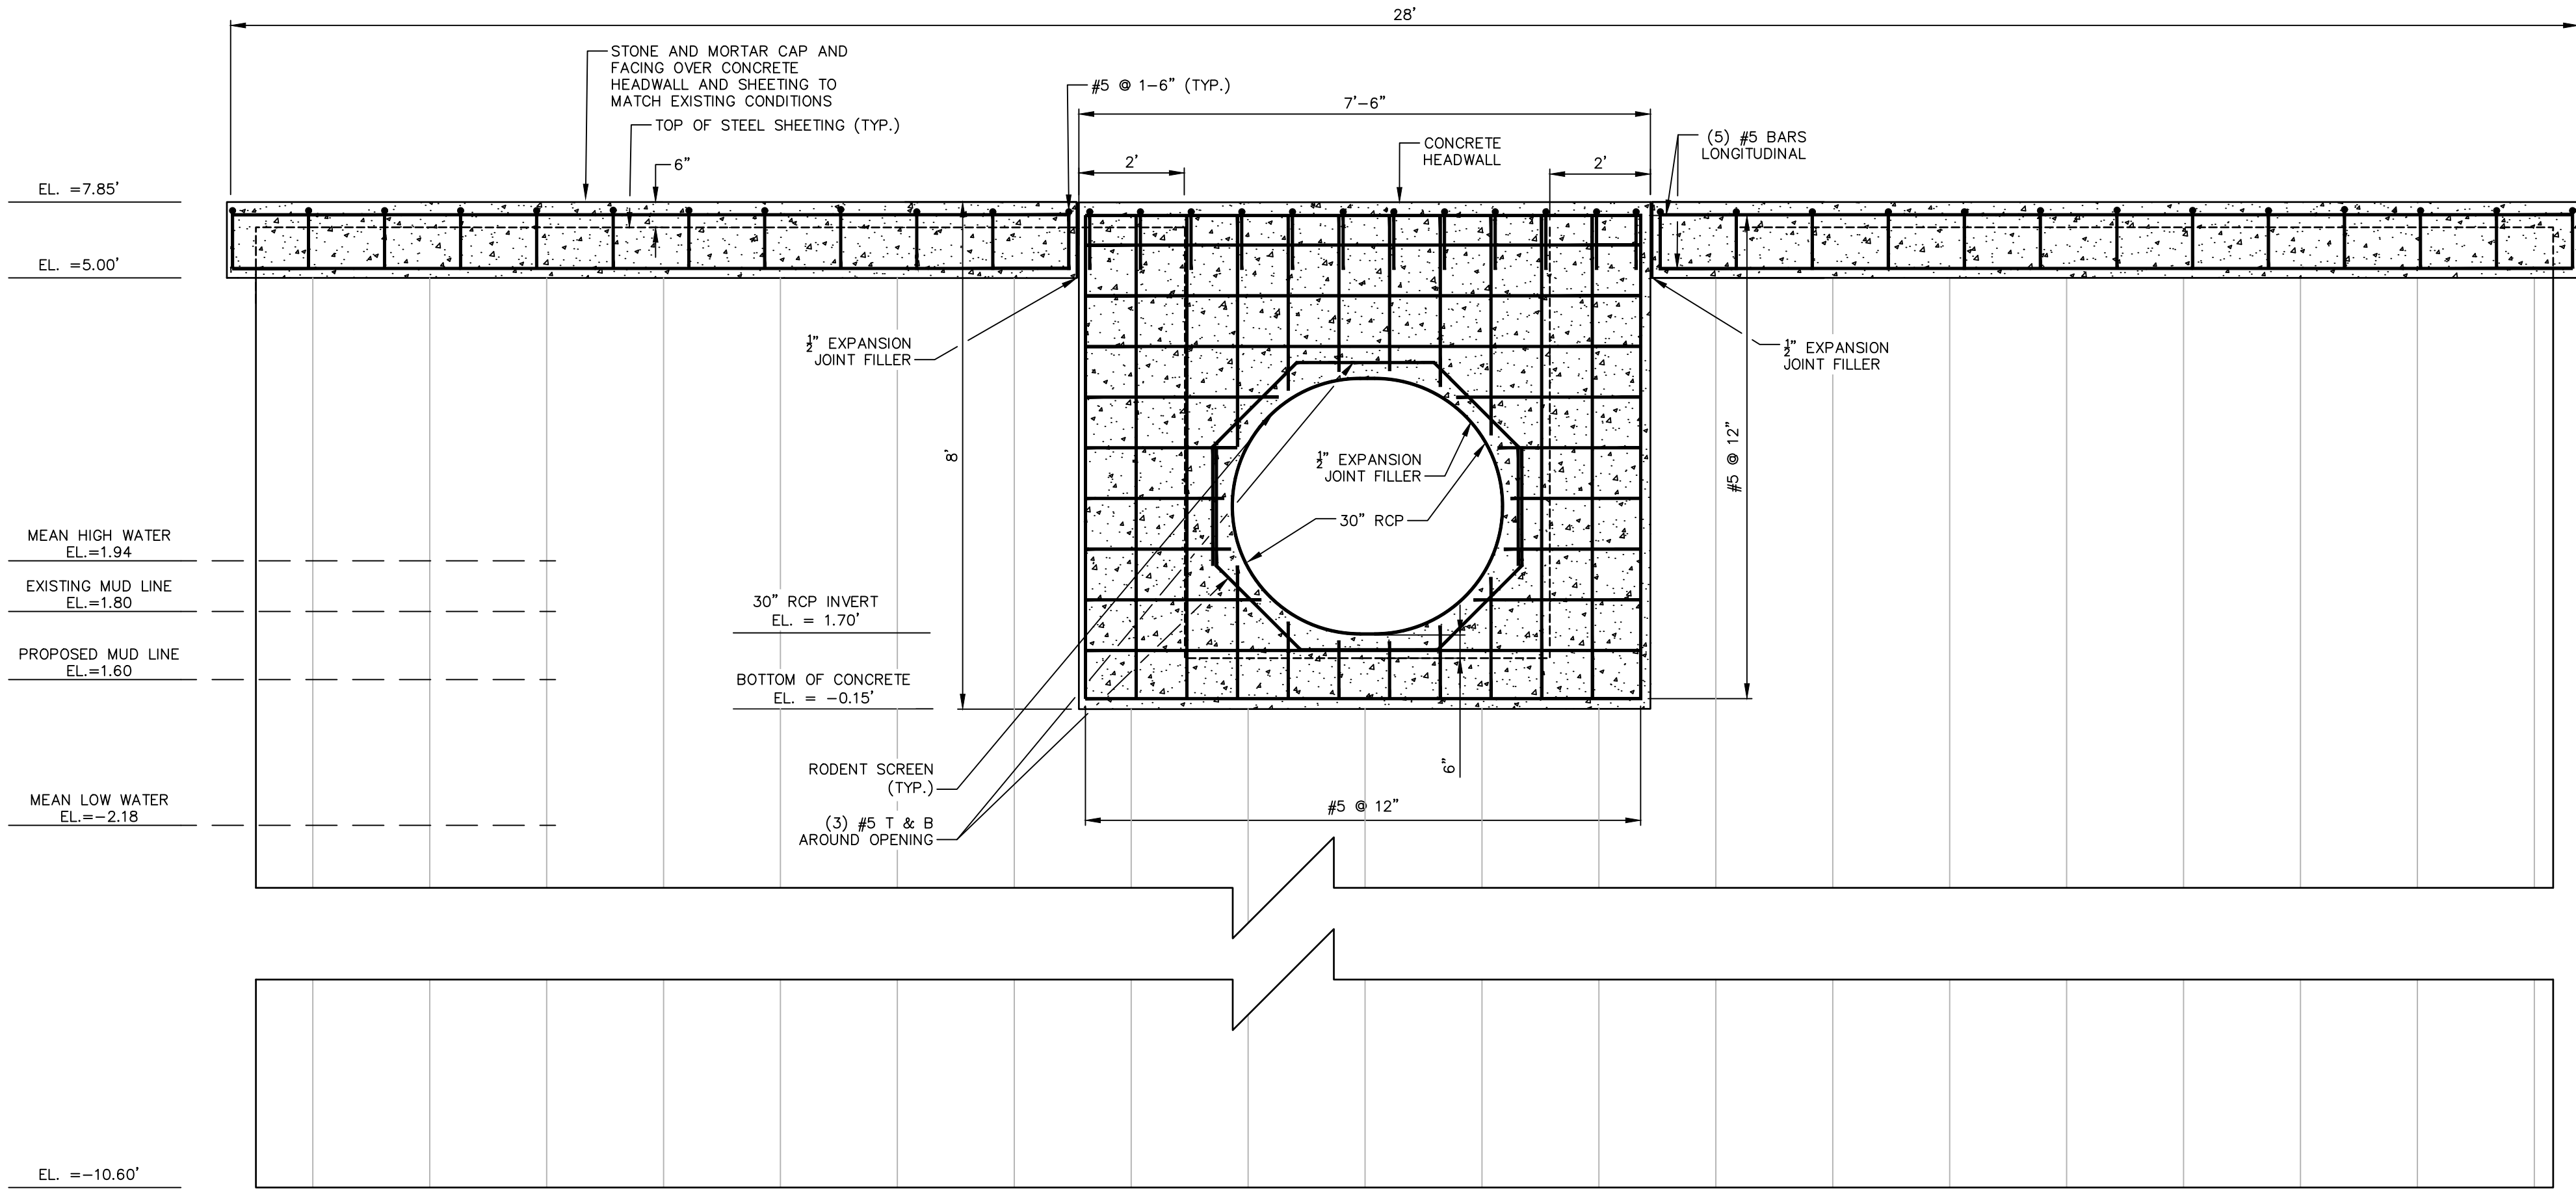 28'
STONE AND MORTAR CAP AND
FACING OVER CONCRETE
HEADWALL AND SHEETING TO
MATCH EXISTING CONDITIONS
TOP OF STEEL SHEETING (TYP.)
6"
#5 @ 1-6" (TYP.)
7'-6"
2'
CONCRETE
HEADWALL
2'
(5) #5 BARS
LONGITUDINAL
EL. =7.85'
EL. =5.00'
½" EXPANSION
JOINT FILLER
½" EXPANSION
JOINT FILLER
8'
½" EXPANSION
JOINT FILLER
30" RCP
#5 @ 12"
MEAN HIGH WATER
EL.=1.94
EXISTING MUD LINE
EL.=1.80
30" RCP INVERT
EL. = 1.70'
PROPOSED MUD LINE
EL.=1.60
BOTTOM OF CONCRETE
EL. = -0.15'
RODENT SCREEN
(TYP.)
6"
MEAN LOW WATER
EL.=-2.18
#5 @ 12"
(3) #5 T & B
AROUND OPENING
EL. =-10.60'